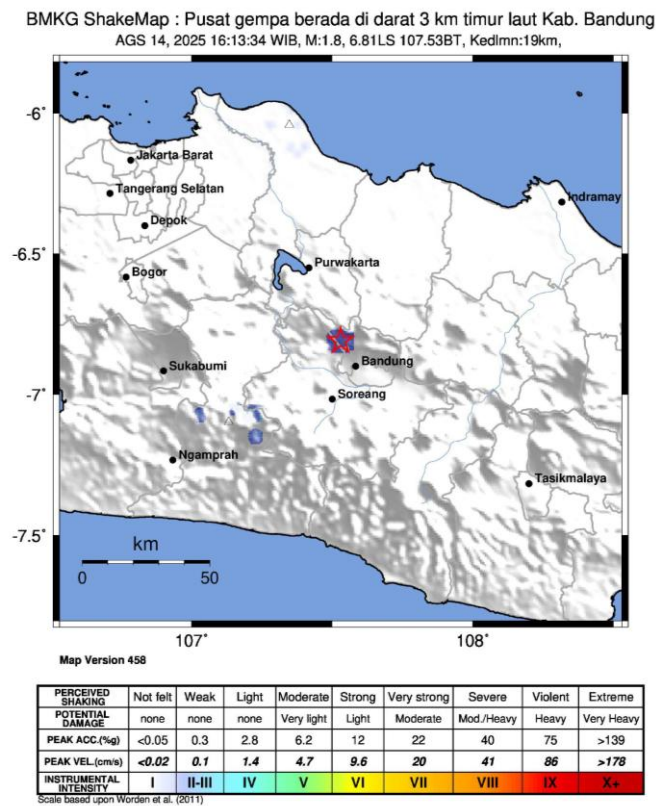 BMKG ShakeMap : Pusat gempa berada di darat 3 km timur laut Kab. Bandung
AGS 14, 2025 16:13:34 WIB, M:1.8, 6.81LS 107.53BT, Kedlmn:19km,
-6˚
Jakarta Barat
Tangerang Selatan
Indramay
Depok
-6.5˚
Purwakarta
Bogor
Bandung
Sukabumi
-7˚
Soreang
Ngamprah
Tasikmalaya
-7.5˚
km
0 50
107˚ 108˚
Map Version 458
PERCEIVED SHAKING Not felt Weak Light Moderate Strong Very strong Severe Violent Extreme
POTENTIAL DAMAGE none none none Very light Light Moderate Mod./Heavy Heavy Very Heavy
PEAK ACC.(%g) <0.05 0.3 2.8 6.2 12 22 40 75 >139
PEAK VEL.(cm/s) <0.02 0.1 1.4 4.7 9.6 20 41 86 >178
INSTRUMENTAL INTENSITY I II-III IV V VI VII VIII IX X+
Scale based upon Worden et al. (2011)